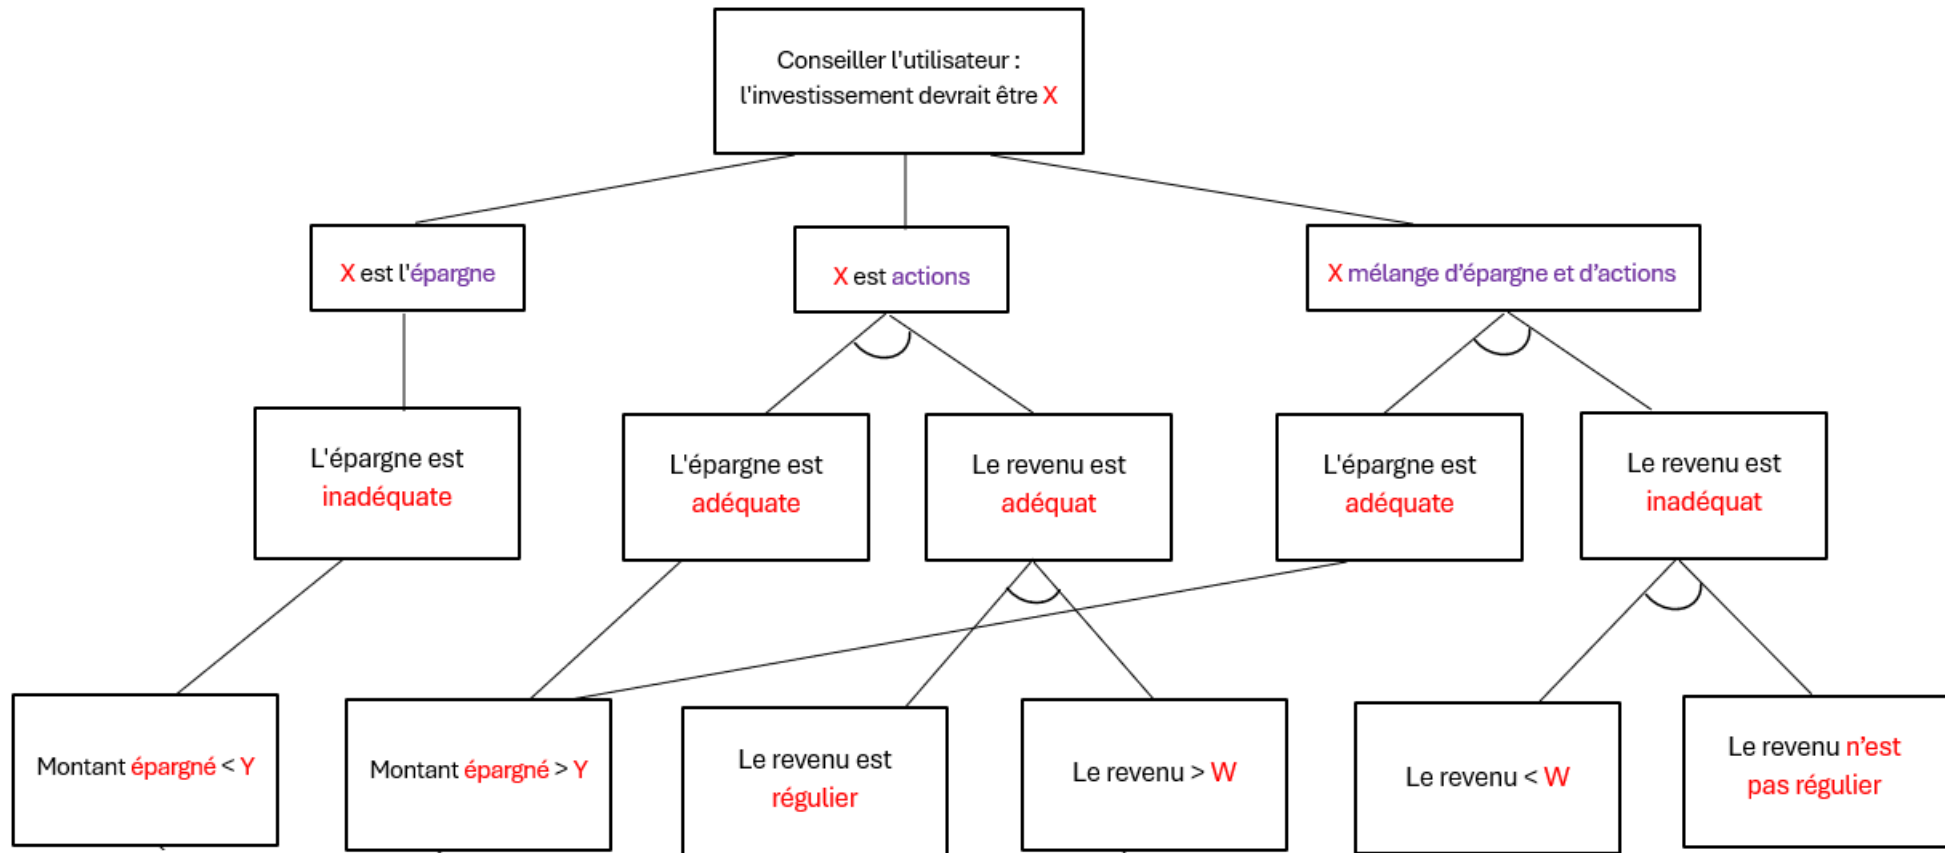 Conseiller l'utilisateur :
l'investissement devrait être X
X est l'épargne
X est actions
X mélange d’épargne et d’actions
L'épargne est
inadéquate
L'épargne est
adéquate
Le revenu est
adéquat
L'épargne est
adéquate
Le revenu est
inadéquat
Montant épargné < Y
Montant épargné > Y
Le revenu est
régulier
Le revenu > W
Le revenu < W
Le revenu n’est
pas régulier